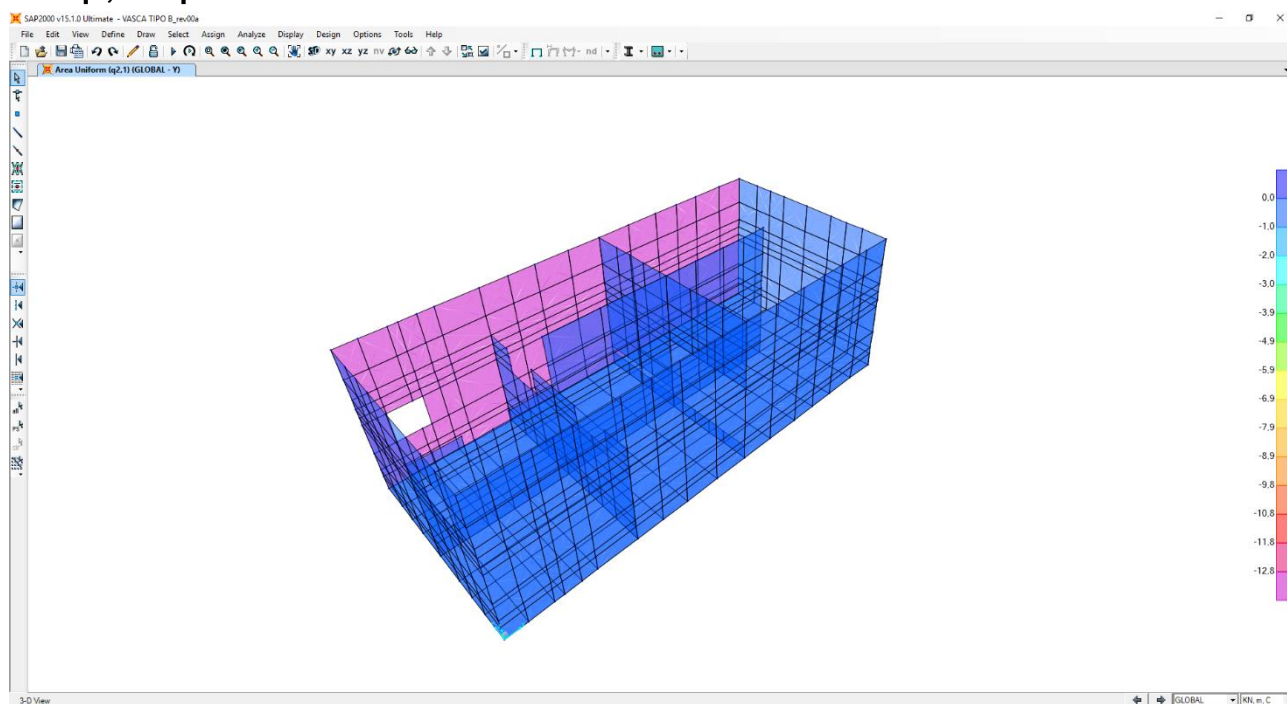 SAP2000 v15.1.0 Ultimate - VASCA TIPO B_rev00a
File Edit View Define Draw Select Assign Analyze Display Design Options Tools Help
xy xz yz nv
nd
Area Uniform (q2,1) (GLOBAL - Y)
0.0
-1.0
-2.0
-3.0
-3.9
-4.9
-5.9
-6.9
-7.9
-8.9
-9.8
-10.8
-11.8
-12.8
3-D View
GLOBAL
KN, m, C